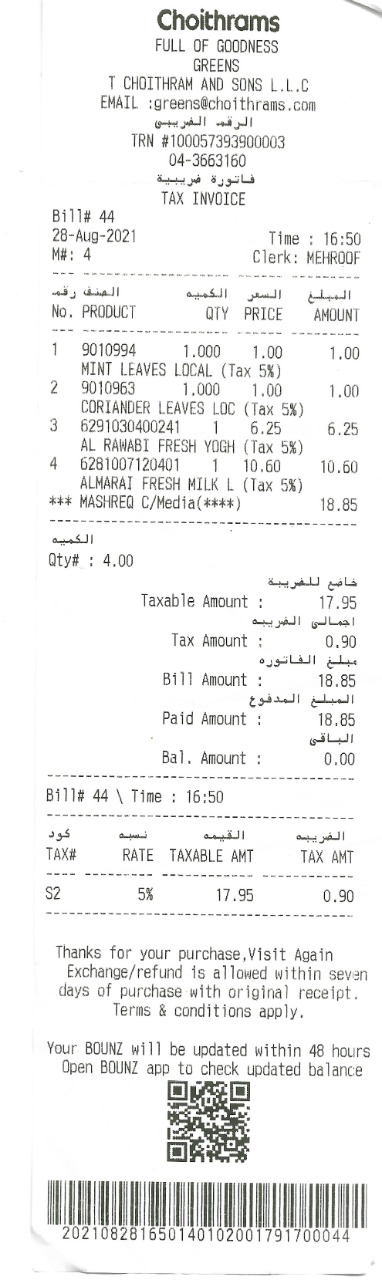 Choithrams
FULL OF GOODNESS
GREENS
T CHOITHRAM AND SONS L.L.C
EMAIL :greens@choithrams.com
الرقم الضريبي
TRN #100057393900003
04-3663160
فاتورة ضريبية
TAX INVOICE
Bill# 44
28-Aug-2021 Time : 16:50
M#: 4 Clerk: MEHROOF
الصنف رقم الكميه السعر المبلغ
No. PRODUCT QTY PRICE AMOUNT
1 9010994 1.000 1.00 1.00
MINT LEAVES LOCAL (Tax 5%)
2 9010963 1.000 1.00 1.00
CORIANDER LEAVES LOC (Tax 5%)
3 6291030400241 1 6.25 6.25
AL RAWABI FRESH YOGH (Tax 5%)
4 6281007120401 1 10.60 10.60
ALMARAI FRESH MILK L (Tax 5%)
*** MASHREQ C/Media(****) 18.85
الكميه
Qty# : 4.00
خاضع للضريبة
Taxable Amount : 17.95
اجمالى الضريبه
Tax Amount : 0.90
مبلغ الفاتوره
Bill Amount : 18.85
المبلغ المدفوع
Paid Amount : 18.85
الباقى
Bal. Amount : 0.00
Bill# 44 \ Time : 16:50
كود نسبه القيمه الضريبه
TAX# RATE TAXABLE AMT TAX AMT
S2 5% 17.95 0.90
Thanks for your purchase,Visit Again
Exchange/refund is allowed within seven
days of purchase with original receipt.
Terms & conditions apply.
Your BOUNZ will be updated within 48 hours
Open BOUNZ app to check updated balance
20210828165014010200179170​0044